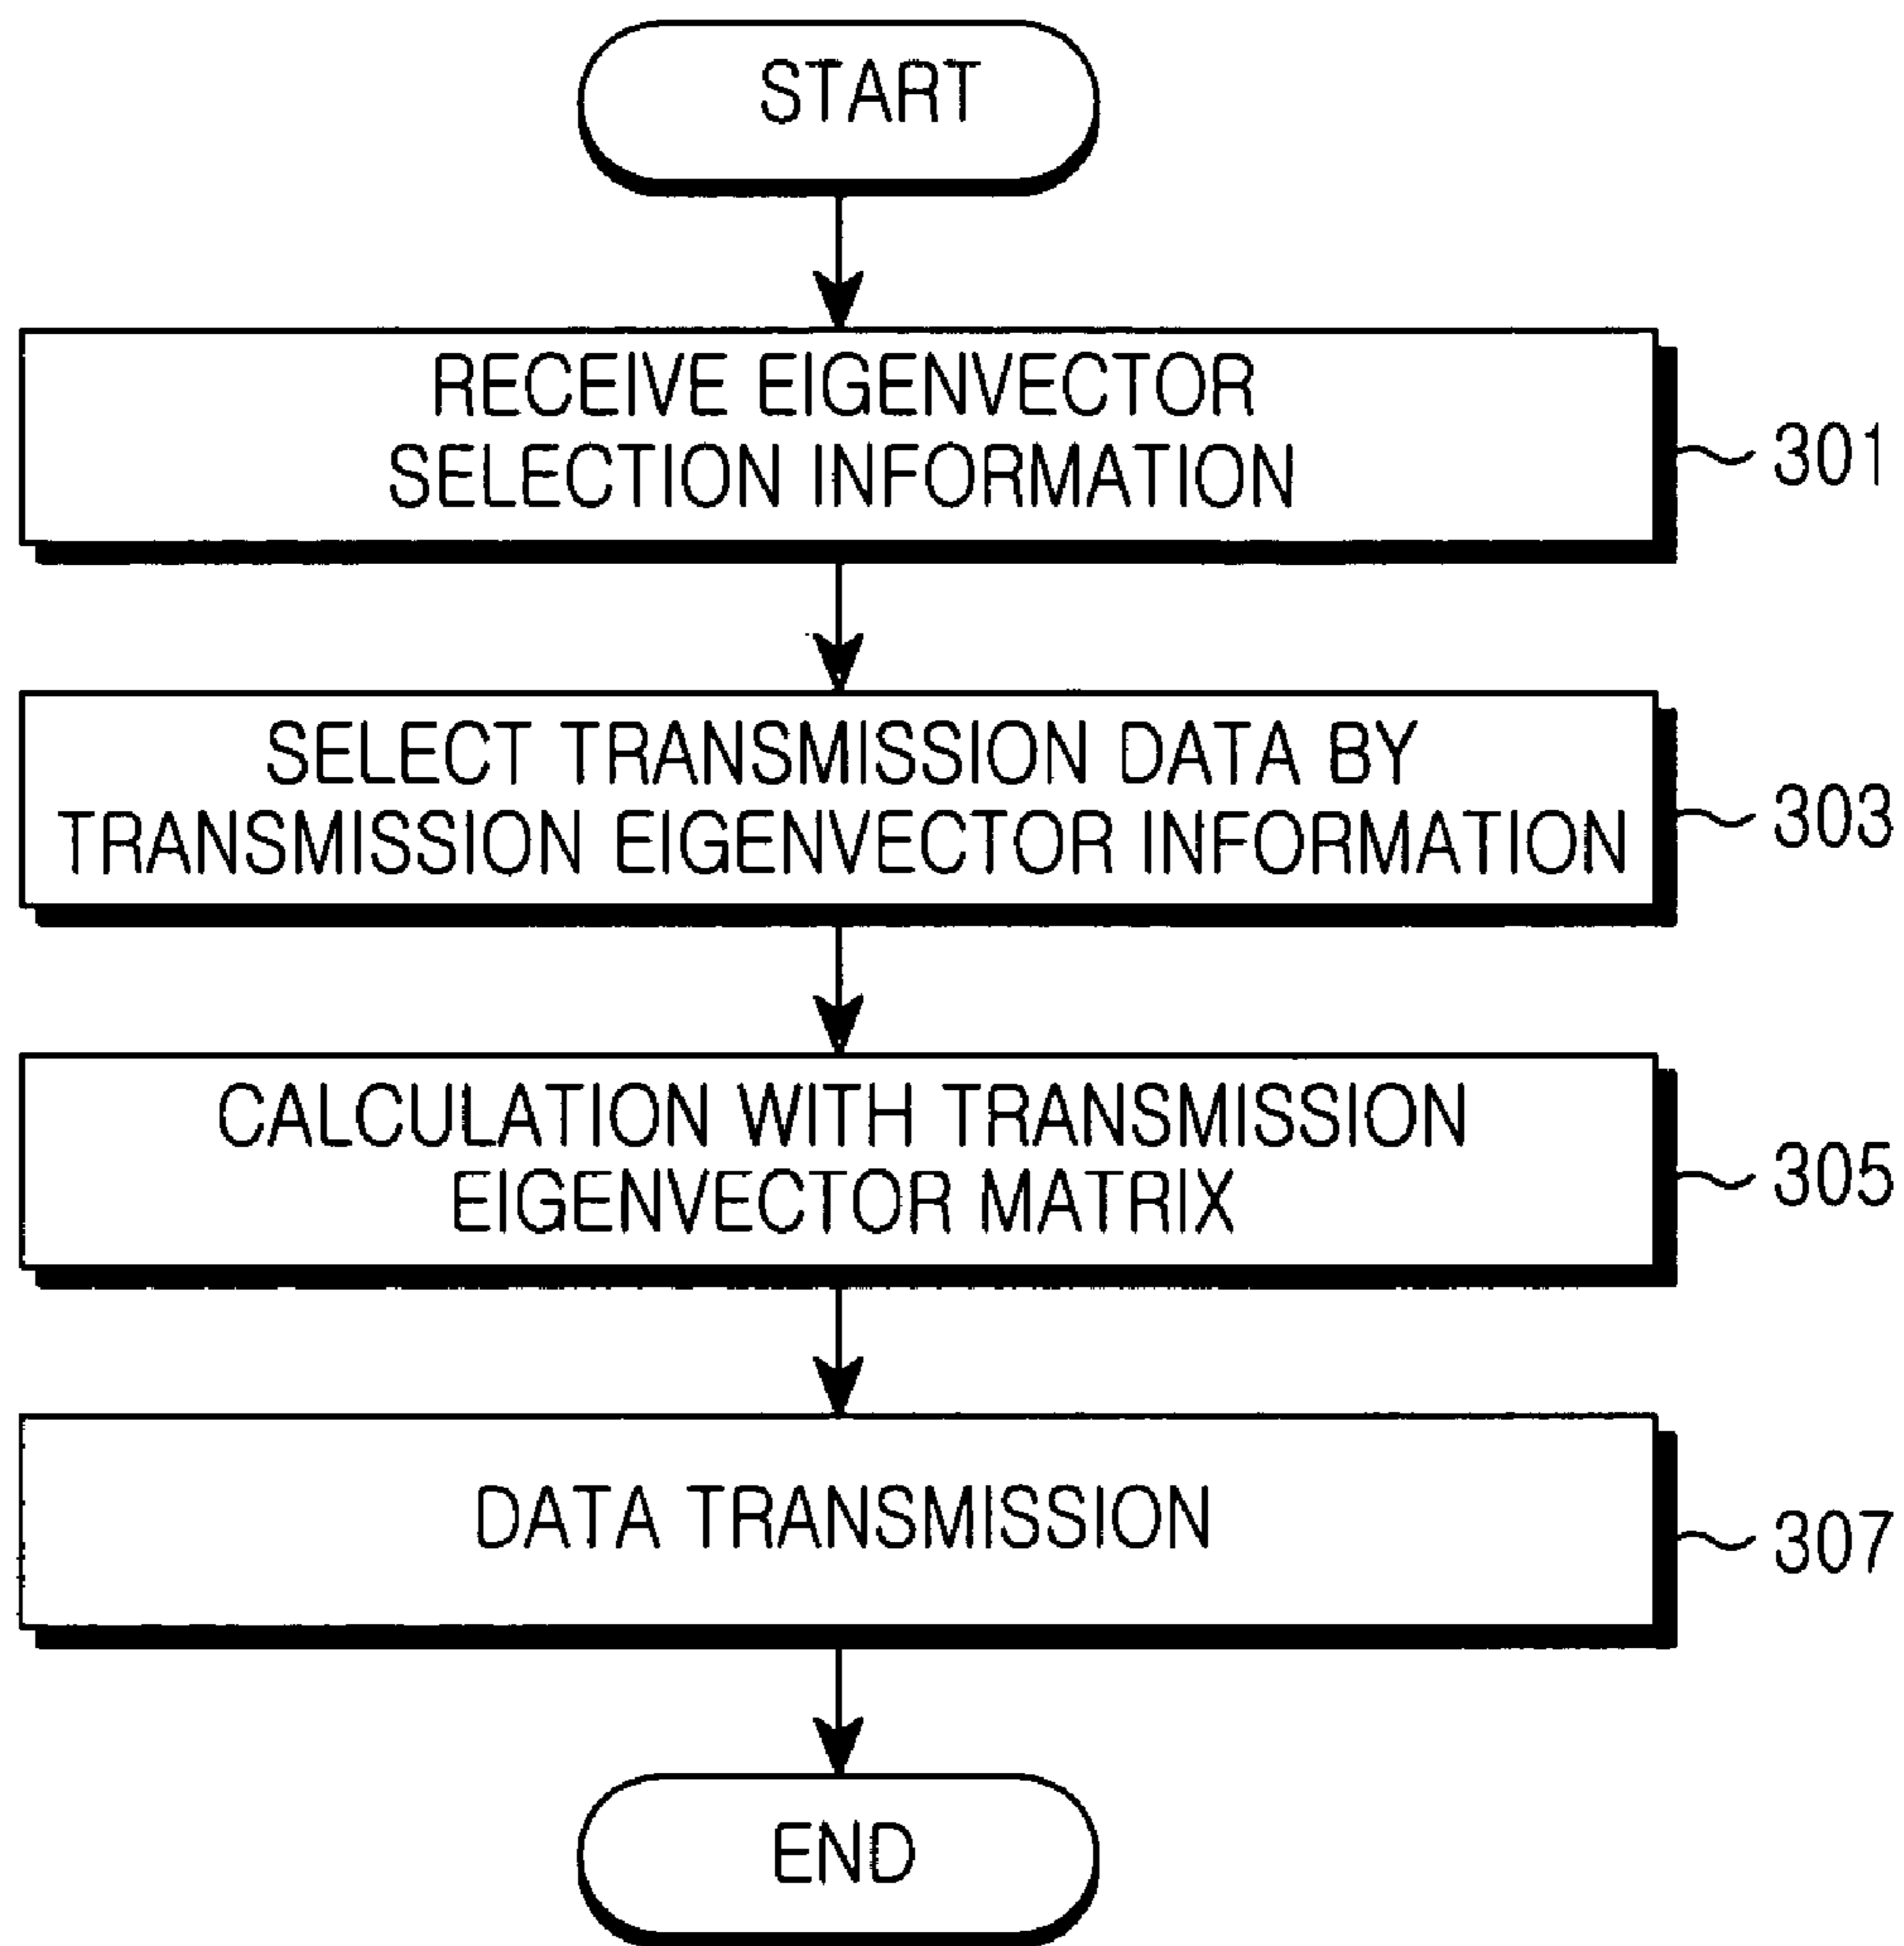 START
RECEIVE EIGENVECTOR
SELECTION INFORMATION
301
SELECT TRANSMISSION DATA BY
TRANSMISSION EIGENVECTOR INFORMATION
303
CALCULATION WITH TRANSMISSION
EIGENVECTOR MATRIX
305
DATA TRANSMISSION
307
END